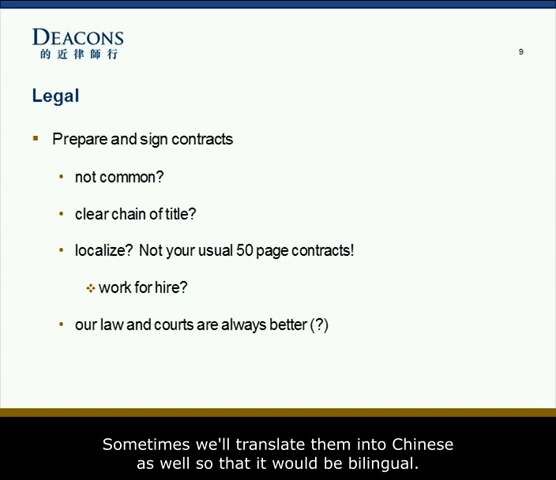 DEACONS
的近律師行
9
Legal
Prepare and sign contracts
not common?
clear chain of title?
localize? Not your usual 50 page contracts!
work for hire?
our law and courts are always better (?)
Sometimes we'll translate them into Chinese
as well so that it would be bilingual.